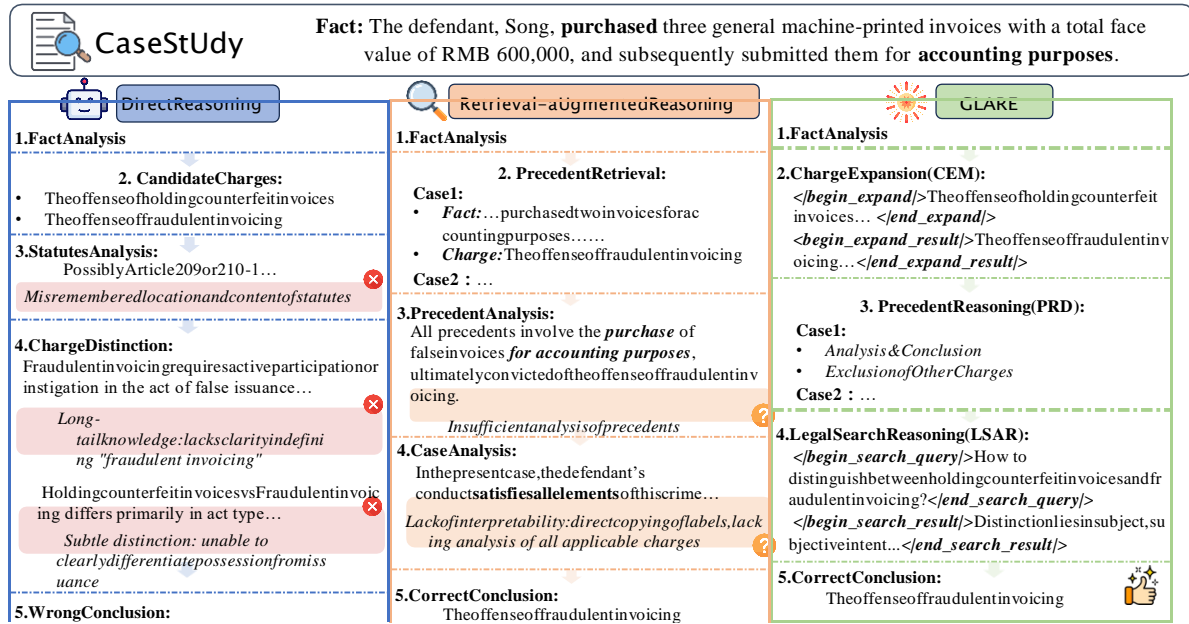 CaseStUdy
Fact: The defendant, Song, purchased three general machine-printed invoices with a total face
value of RMB 600,000, and subsequently submitted them for accounting purposes.
DirectReasoning
1.FactAnalysis
2. CandidateCharges:
• Theoffenseofholdingcounterfeitinvoices
• Theoffenseoffraudulentinvoicing
3.StatutesAnalysis:
PossiblyArticle209or210-1…
Misrememberedlocationandcontentofstatutes
4.ChargeDistinction:
Fraudulentinvoicingrequiresactiveparticipationor
instigation in the act of false issuance…
Long-
tailknowledge:lacksclarityindefini
ng "fraudulent invoicing"
HoldingcounterfeitinvoicesvsFraudulentinvoic
ing differs primarily in act type…
Subtle distinction: unable to
clearlydifferentiatepossessionfromiss
uance
5.WrongConclusion:
Retrieval-aUgmentedReasoning
1.FactAnalysis
2. PrecedentRetrieval:
Case1:
• Fact:…purchasedtwoinvoicesforac
countingpurposes……
• Charge:Theoffenseoffraudulentinvoicing
Case2：…
3.PrecedentAnalysis:
All precedents involve the purchase of
falseinvoices for accounting purposes,
ultimatelyconvictedoftheoffenseoffraudulentinv
oicing.
Insufficientanalysisofprecedents
?
4.CaseAnalysis:
Inthepresentcase,thedefendant’s
conductsatisfiesallelementsofthiscrime…
Lackofinterpretability:directcopyingoflabels,lack
ing analysis of all applicable charges
?
5.CorrectConclusion:
Theoffenseoffraudulentinvoicing
GLARE
1.FactAnalysis
2.ChargeExpansion(CEM):
</begin_expand/>Theoffenseofholdingcounterfeit
invoices… </end_expand/>
<begin_expand_result/>Theoffenseoffraudulentinv
oicing…</end_expand_result/>
3. PrecedentReasoning(PRD):
Case1:
• Analysis&Conclusion
• ExclusionofOtherCharges
Case2：…
4.LegalSearchReasoning(LSAR):
</begin_search_query/>How to
distinguishbetweenholdingcounterfeitinvoicesandfr
audulentinvoicing?</end_search_query/>
</begin_search_result/>Distinctionliesinsubject,su
bjectiveintent...</end_search_result/>
5.CorrectConclusion:
Theoffenseoffraudulentinvoicing